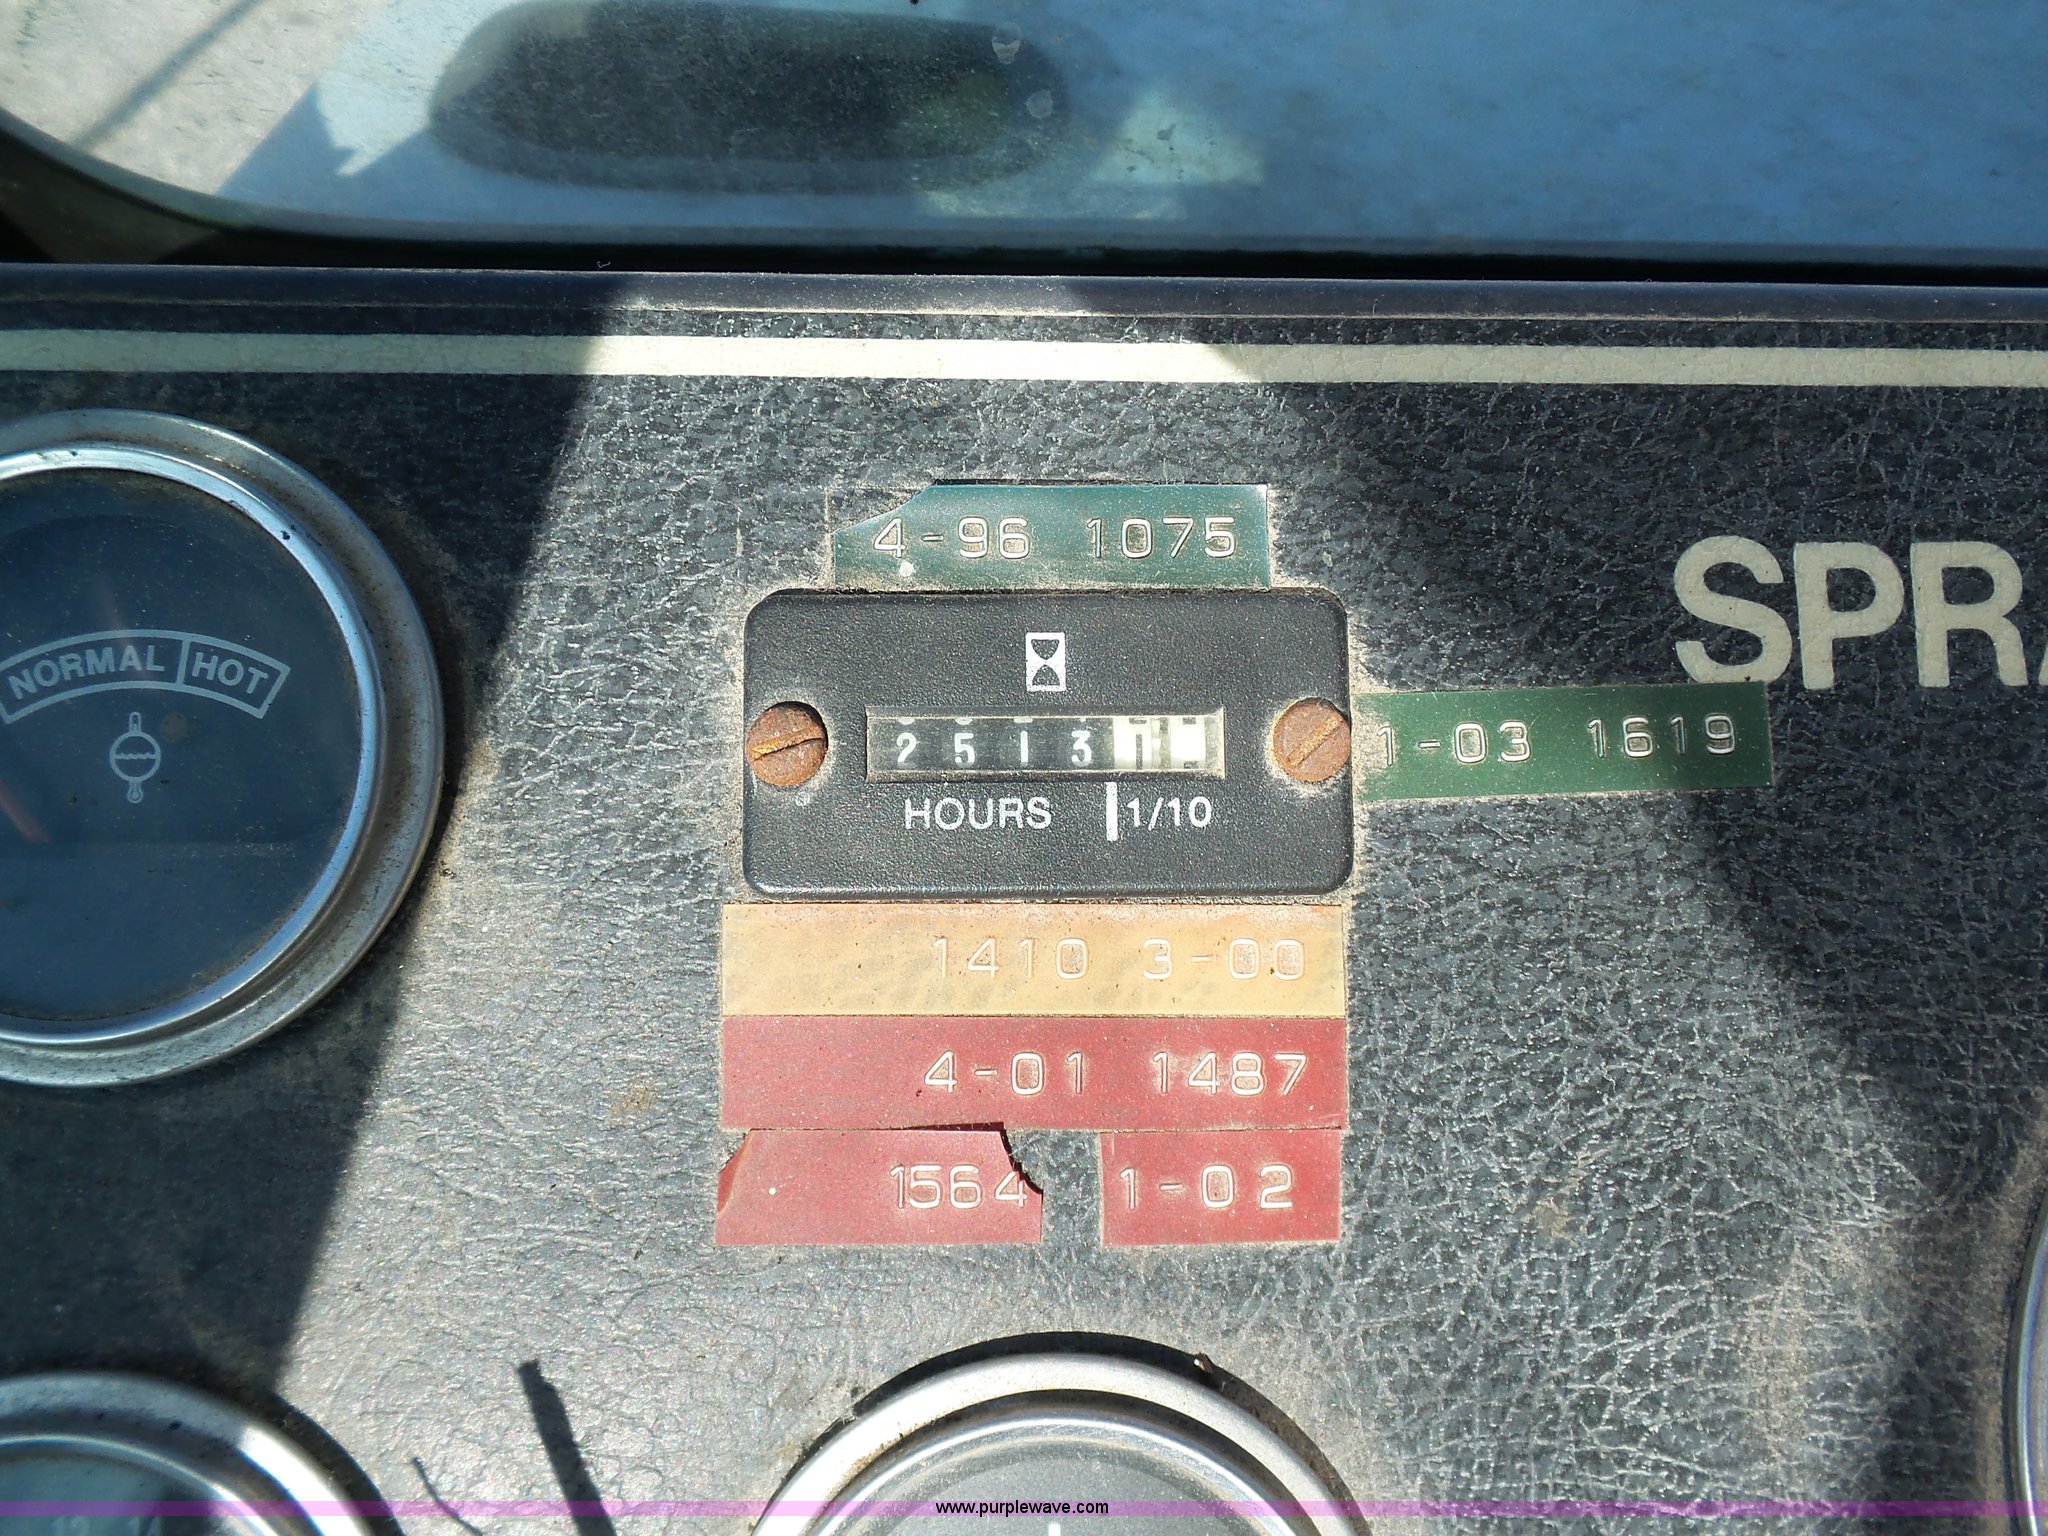 4-96 1075
SPR
NORMAL HOT
1-03 1619
2513
HOURS 1/10
1410 3-00
4-01 1487
1564 1-02
www.purplewave.com